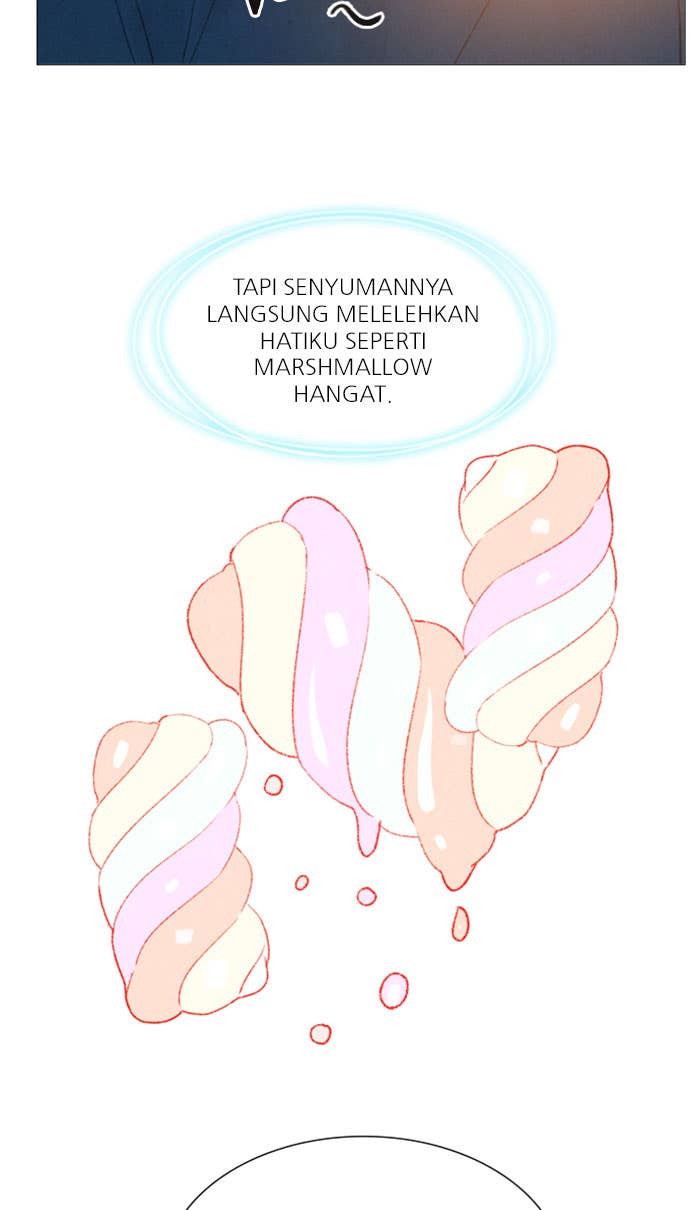 TAPI SENYUMANNYA
LANGSUNG MELELEHKAN
HATIKU SEPERTI
MARSHMALLOW
HANGAT.